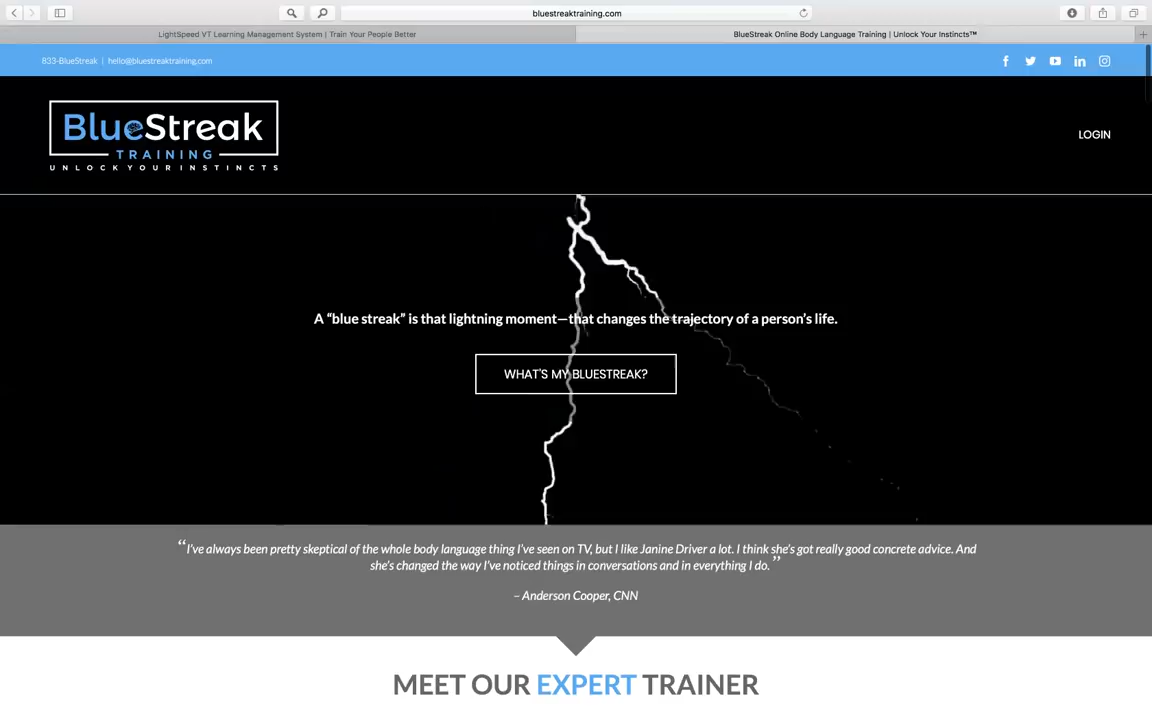 bluestreaktraining.com
LightSpeed VT Learning Management System | Train Your People Better
BlueStreak Online Body Language Training | Unlock Your Instincts™
833-BlueStreak | hello@bluestreaktraining.com
BlueStreak
TRAINING
UNLOCKYOURINSTINCTS
LOGIN
A “blue streak” is that lightning moment—that changes the trajectory of a person’s life.
WHAT'S MY BLUESTREAK?
“I’ve always been pretty skeptical of the whole body language thing I’ve seen on TV, but I like Janine Driver a lot. I think she’s got really good concrete advice. And
she’s changed the way I’ve noticed things in conversations and in everything I do.”
– Anderson Cooper, CNN
MEET OUR EXPERT TRAINER